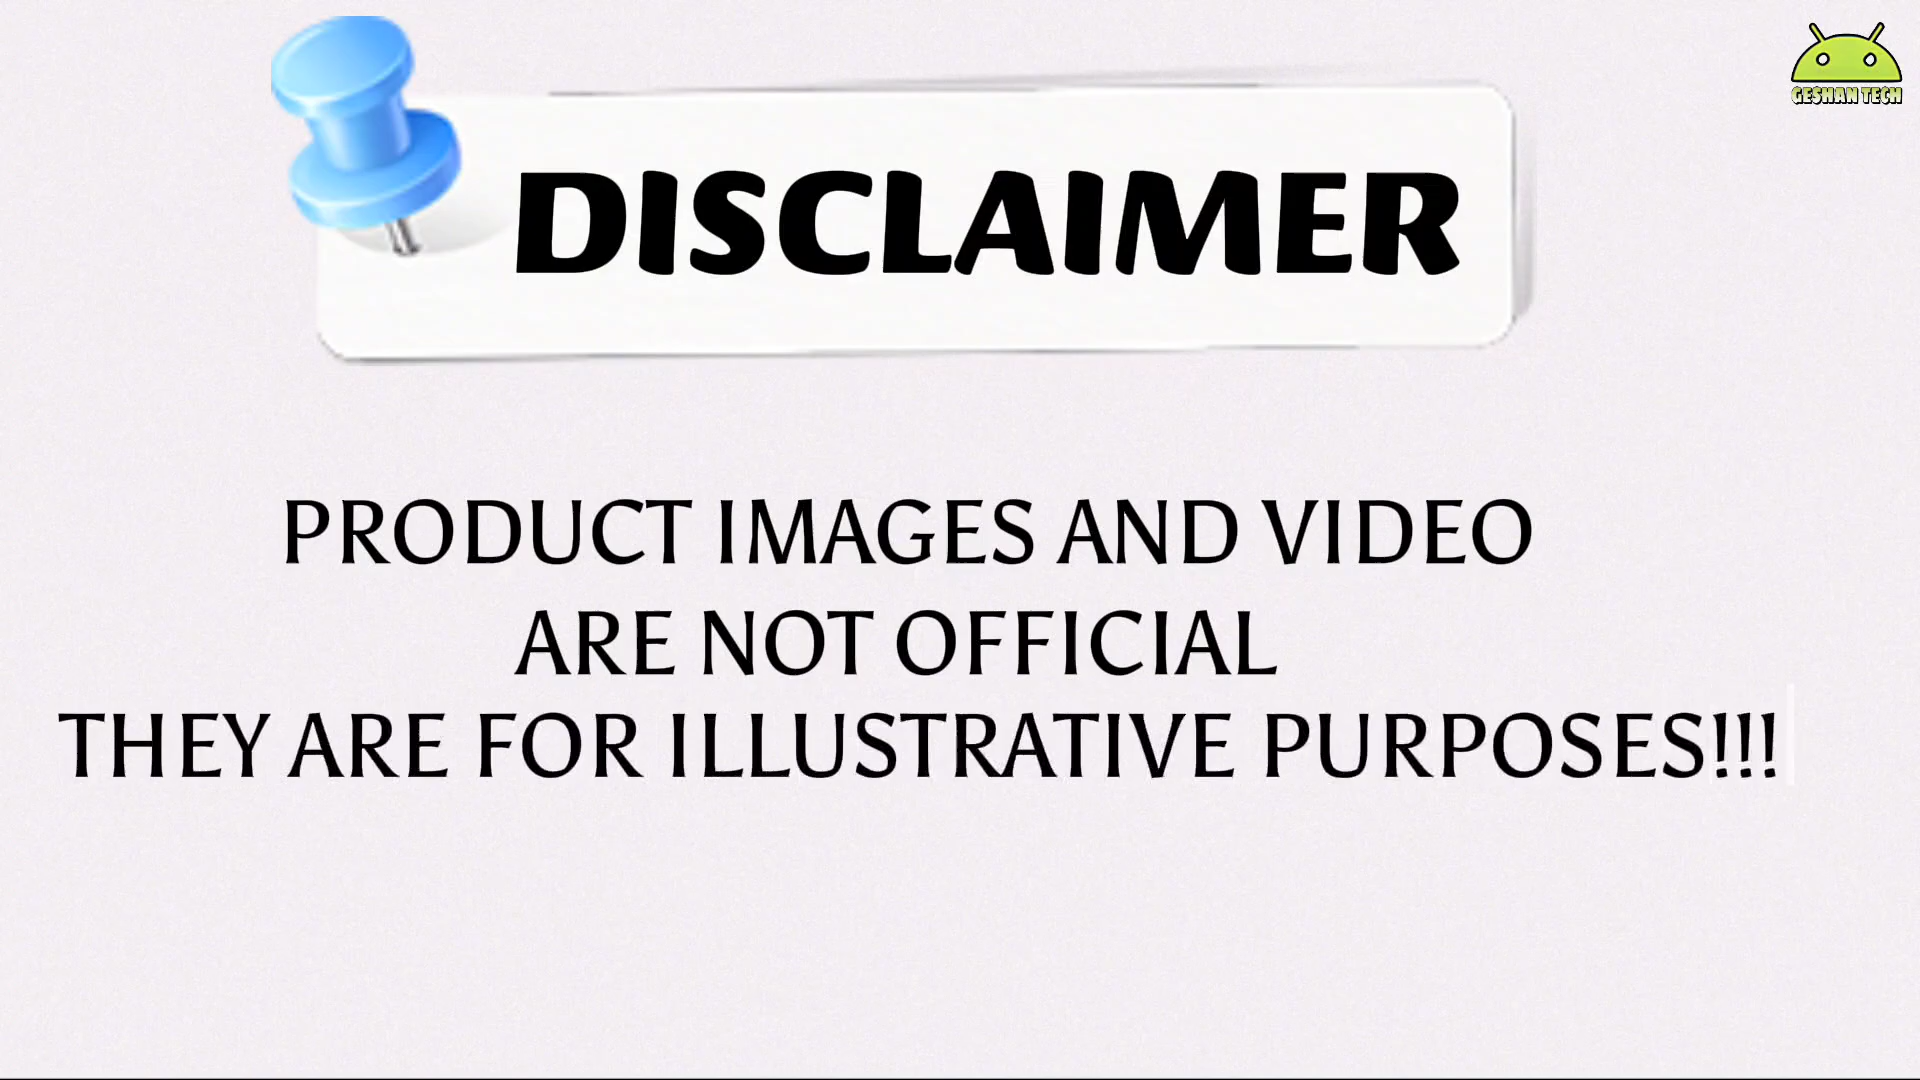 GESHAN TECH
DISCLAIMER
PRODUCT IMAGES AND VIDEO
ARE NOT OFFICIAL
THEY ARE FOR ILLUSTRATIVE PURPOSES!!!